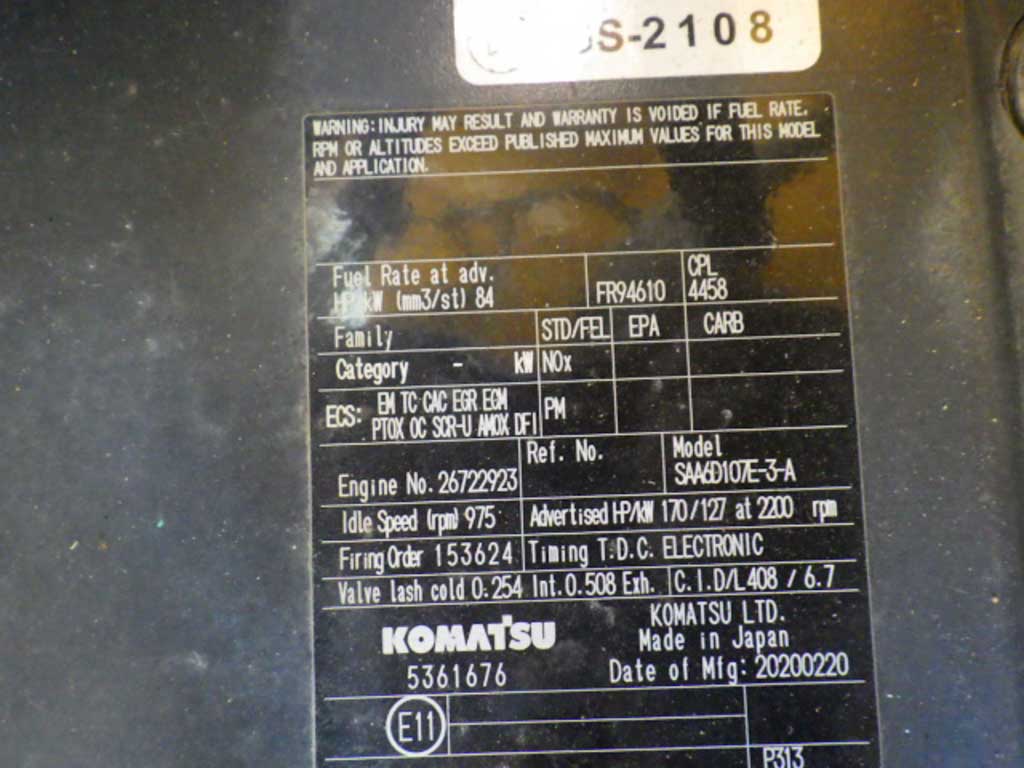 S-2108
WARNING:INJURY MAY RESULT AND WARRANTY IS VOIDED IF FUEL RATE,
RPM OR ALTITUDES EXCEED PUBLISHED MAXIMUM VALUES FOR THIS MODEL
AND APPLICATION.
Fuel Rate at adv.
HP/kW (mm3/st) 84
FR94610
CPL
4458
Family
STD/FEL
EPA
CARB
Category - kW
NOx
ECS: EM TC CAC EGR ECM
PTOX OC SCR-U AMOX DFI
PM
Engine No. 26722923
Ref. No.
Model
SAA6D107E-3-A
Idle Speed (rpm) 975
Advertised HP/kW 170/127 at 2200 rpm
Firing Order 153624
Timing T.D.C. ELECTRONIC
Valve lash cold 0.254 Int. 0.508 Exh.
C.I.D/L 408 / 6.7
KOMATSU
5361676
KOMATSU LTD.
Made in Japan
Date of Mfg: 20200220
E11
P313